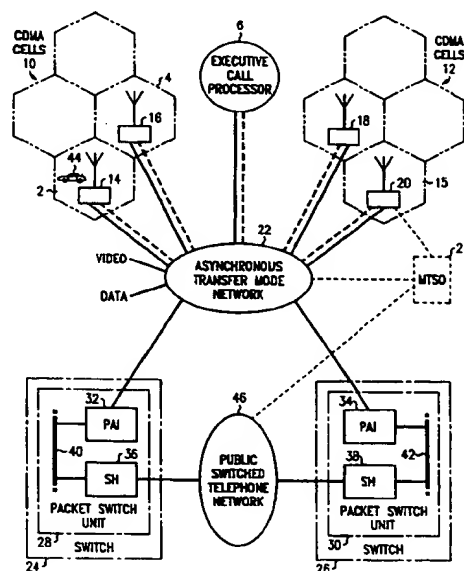 CDMA
CELLS
10
4
16
44
2
14
6
EXECUTIVE
CALL
PROCESSOR
CDMA
CELLS
12
18
20
15
22
VIDEO
DATA
ASYNCHRONOUS
TRANSFER MODE
NETWORK
2
MTSO
32
PAI
40
36
SH
PACKET SWITCH
UNIT
28
SWITCH
24
46
PUBLIC
SWITCHED
TELEPHONE
NETWORK
34
PAI
38
42
SH
PACKET SWITCH
UNIT
30
SWITCH
26